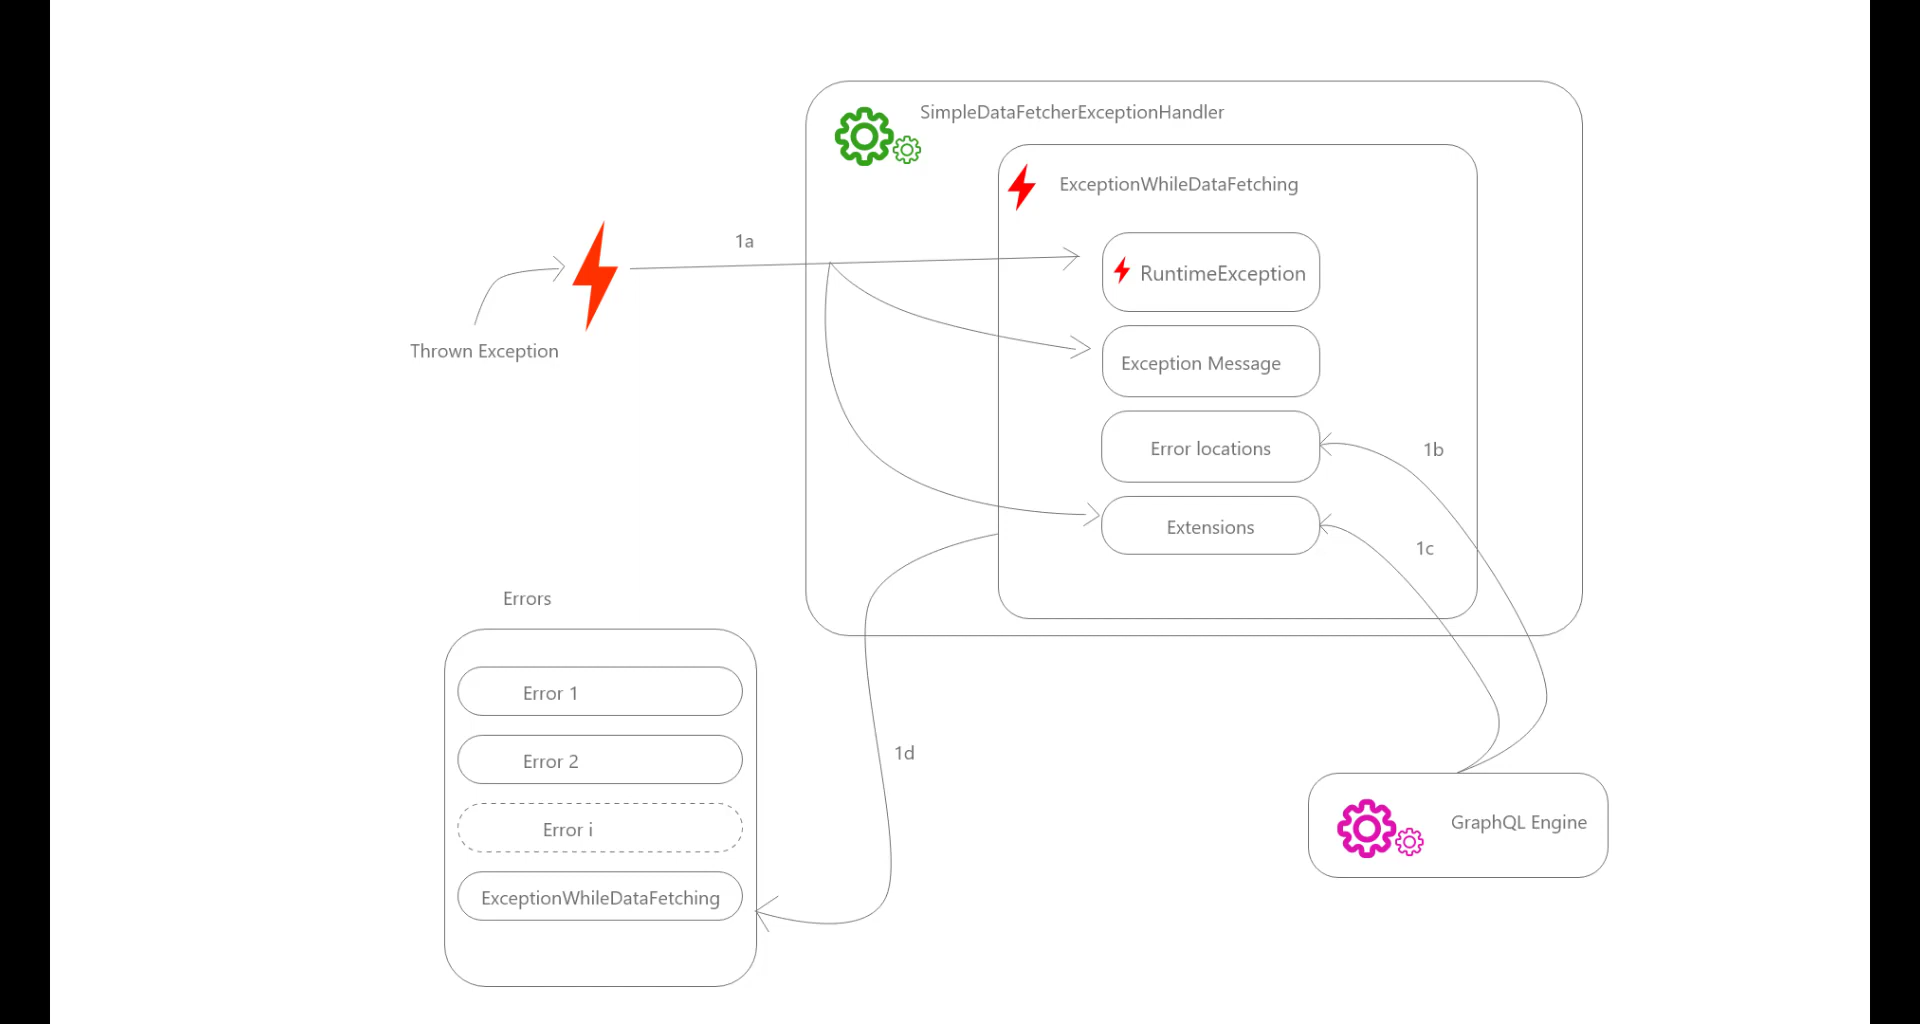 SimpleDataFetcherExceptionHandler
ExceptionWhileDataFetching
1a
RuntimeException
Thrown Exception
Exception Message
Error locations
1b
Extensions
1c
Errors
Error 1
Error 2
1d
Error i
GraphQL Engine
ExceptionWhileDataFetching